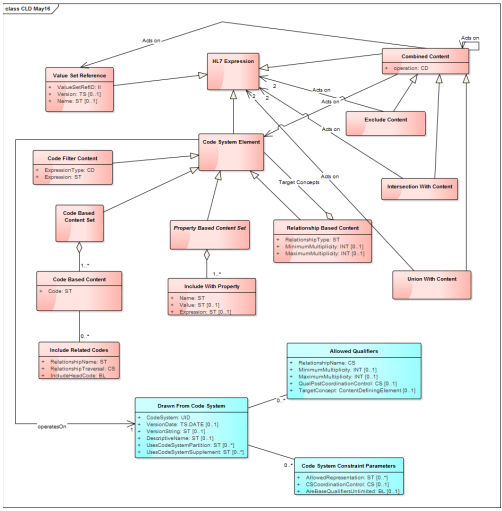 class CLD May16
Acts on
Acts on
HL7 Expression
Combined Content
+ operation: CD
Value Set Reference
+ ValueSetRefID: II
+ Version: TS [0..1]
+ Name: ST [0..1]
2
2
2
Acts on
Exclude Content
Acts on
Code System Element
Code Filter Content
+ ExpressionType: CD
+ Expression: ST
Acts on
Target Concepts
Intersection With Content
Code Based
Content Set
Property Based Content Set
Relationship Based Content
+ RelationshipType: ST
+ MinimumMultiplicity: INT [0..1]
+ MaximumMultiplicity: INT [0..1]
1..*
1..*
Code Based Content
+ Code: ST
Include With Property
+ Name: ST
+ Value: ST [0..1]
+ Expression: ST [0..1]
Union With Content
0..*
Include Related Codes
+ RelationshipName: ST
+ RelationshipTraversal: CS
+ IncludeHeadCode: BL
Allowed Qualifiers
+ RelationshipName: CS
+ MinimumMultiplicity: INT [0..1]
+ MaximumMultiplicity: INT [0..1]
+ QualPostCoordinationControl: CS [0..1]
+ TargetConcept: ContentDefiningElement [0..1]
0..*
Drawn From Code System
+ CodeSystem: UID
+ VersionDate: TS.DATE [0..1]
+ VersionString: ST [0..1]
+ DescriptiveName: ST [0..1]
+ UsesCodeSystemPartition: ST [0..*]
+ UsesCodeSystemSupplement: ST [0..*]
operatesOn
1
0..*
Code System Constraint Parameters
+ AllowedRepresentation: ST [0..*]
+ CSCoordinationControl: CS [0..*]
+ AreBaseQualifiersUnlimited: BL [0..1]